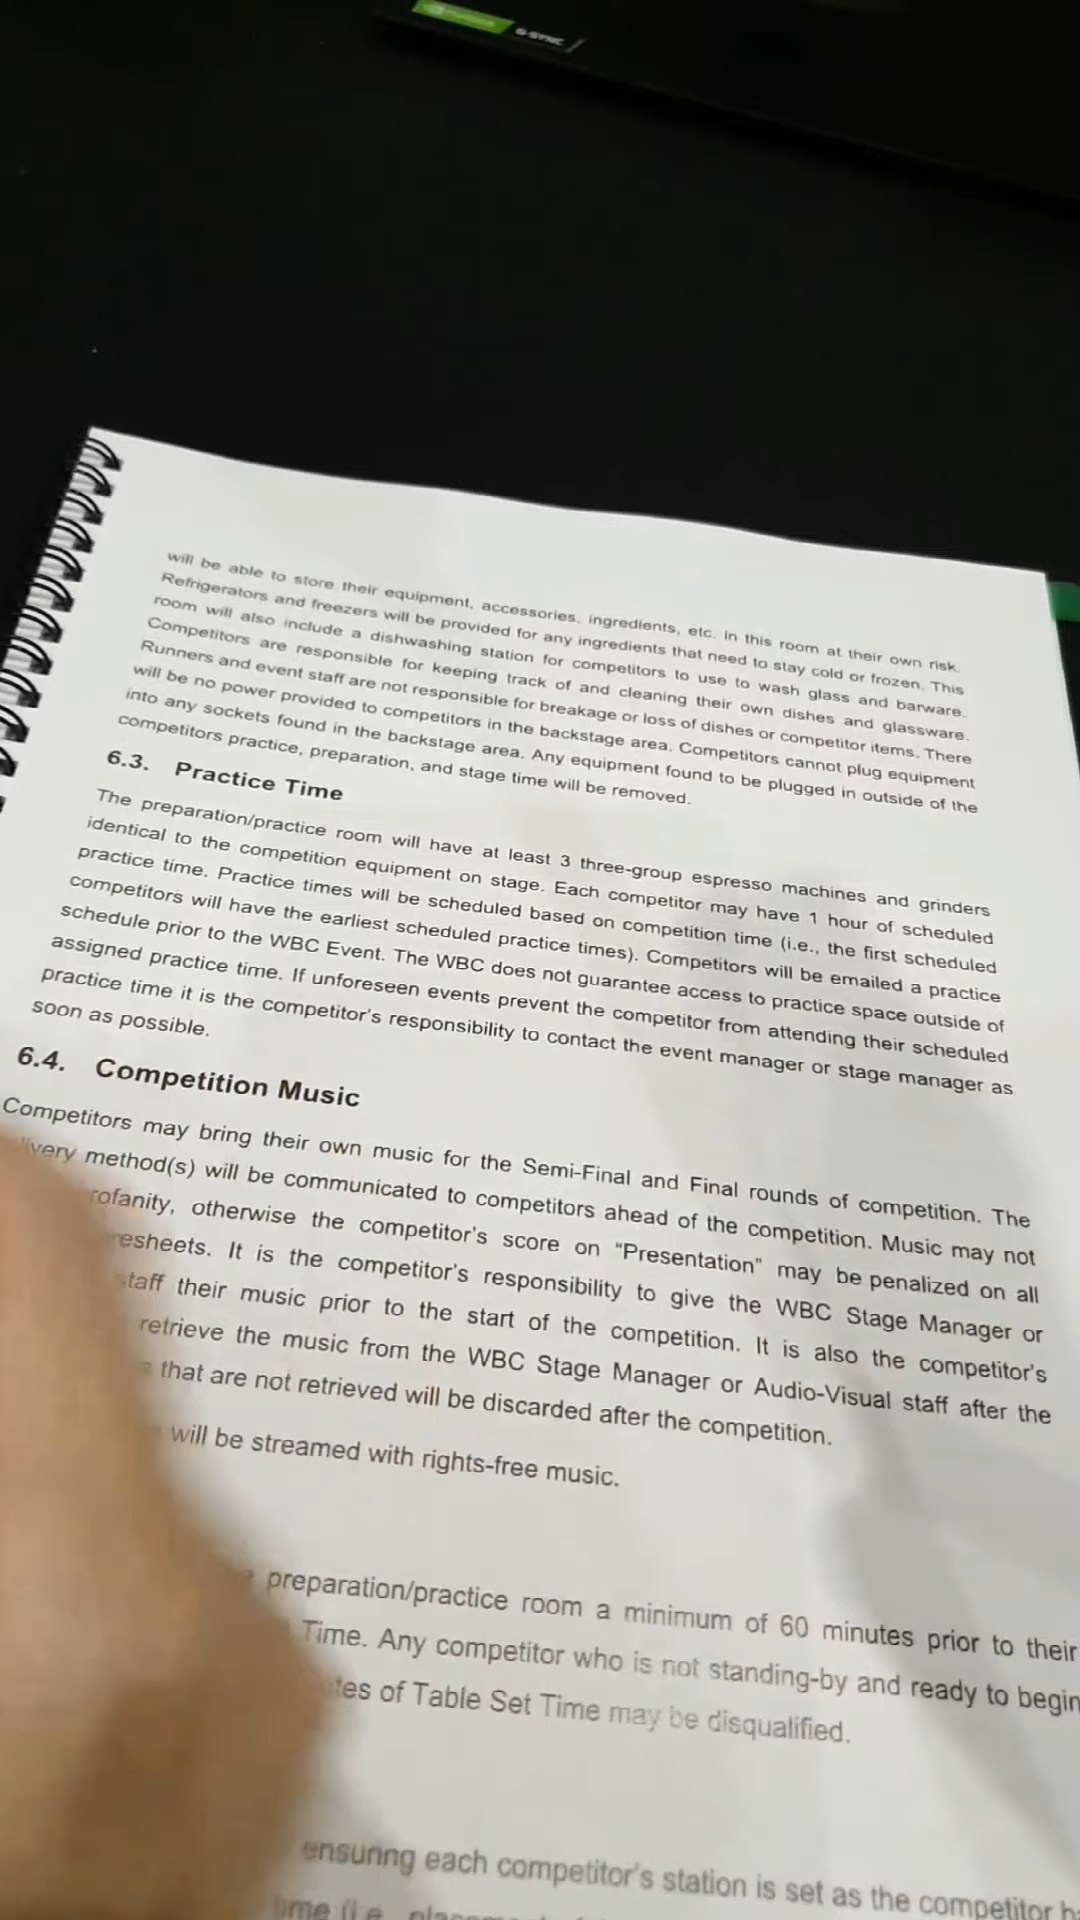 G-SYNC
will be able to store their equipment, accessories, ingredients, etc. in this room at their own risk.
Refrigerators and freezers will be provided for any ingredients that need to stay cold or frozen. This
room will also include a dishwashing station for competitors to use to wash glass and barware.
Competitors are responsible for keeping track of and cleaning their own dishes and glassware.
Runners and event staff are not responsible for breakage or loss of dishes or competitor items. There
will be no power provided to competitors in the backstage area. Competitors cannot plug equipment
into any sockets found in the backstage area. Any equipment found to be plugged in outside of the
competitors practice, preparation, and stage time will be removed.
6.3. Practice Time
The preparation/practice room will have at least 3 three-group espresso machines and grinders
identical to the competition equipment on stage. Each competitor may have 1 hour of scheduled
practice time. Practice times will be scheduled based on competition time (i.e., the first scheduled
competitors will have the earliest scheduled practice times). Competitors will be emailed a practice
schedule prior to the WBC Event. The WBC does not guarantee access to practice space outside of
assigned practice time. If unforeseen events prevent the competitor from attending their scheduled
practice time it is the competitor's responsibility to contact the event manager or stage manager as
soon as possible.
6.4. Competition Music
Competitors may bring their own music for the Semi-Final and Final rounds of competition. The
method(s) will be communicated to competitors ahead of the competition. Music may not
otherwise the competitor's score on “Presentation” may be penalized on all
It is the competitor's responsibility to give the WBC Stage Manager or
staff their music prior to the start of the competition. It is also the competitor's
retrieve the music from the WBC Stage Manager or Audio-Visual staff after the
that are not retrieved will be discarded after the competition.
will be streamed with rights-free music.
preparation/practice room a minimum of 60 minutes prior to their
Time. Any competitor who is not standing-by and ready to begin
of Table Set Time may be disqualified.
ensuring each competitor's station is set as the competitor